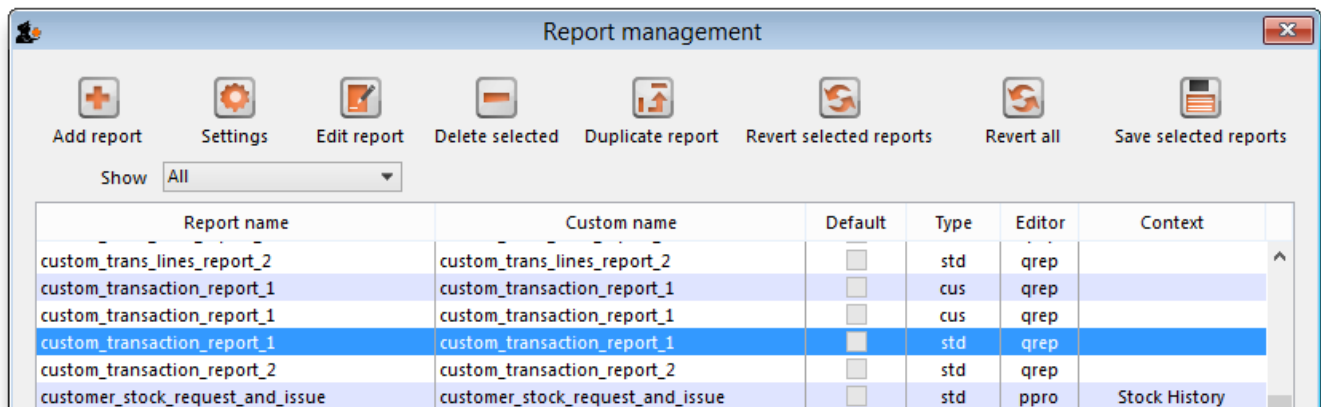 Report management
Add report Settings Edit report Delete selected Duplicate report Revert selected reports Revert all Save selected reports
Show All
Report name Custom name Default Type Editor Context
custom_trans_lines_report_2 custom_trans_lines_report_2 std qrep
custom_transaction_report_1 custom_transaction_report_1 cus qrep
custom_transaction_report_1 custom_transaction_report_1 cus qrep
custom_transaction_report_1 custom_transaction_report_1 std qrep
custom_transaction_report_2 custom_transaction_report_2 std qrep
customer_stock_request_and_issue customer_stock_request_and_issue std ppro Stock History